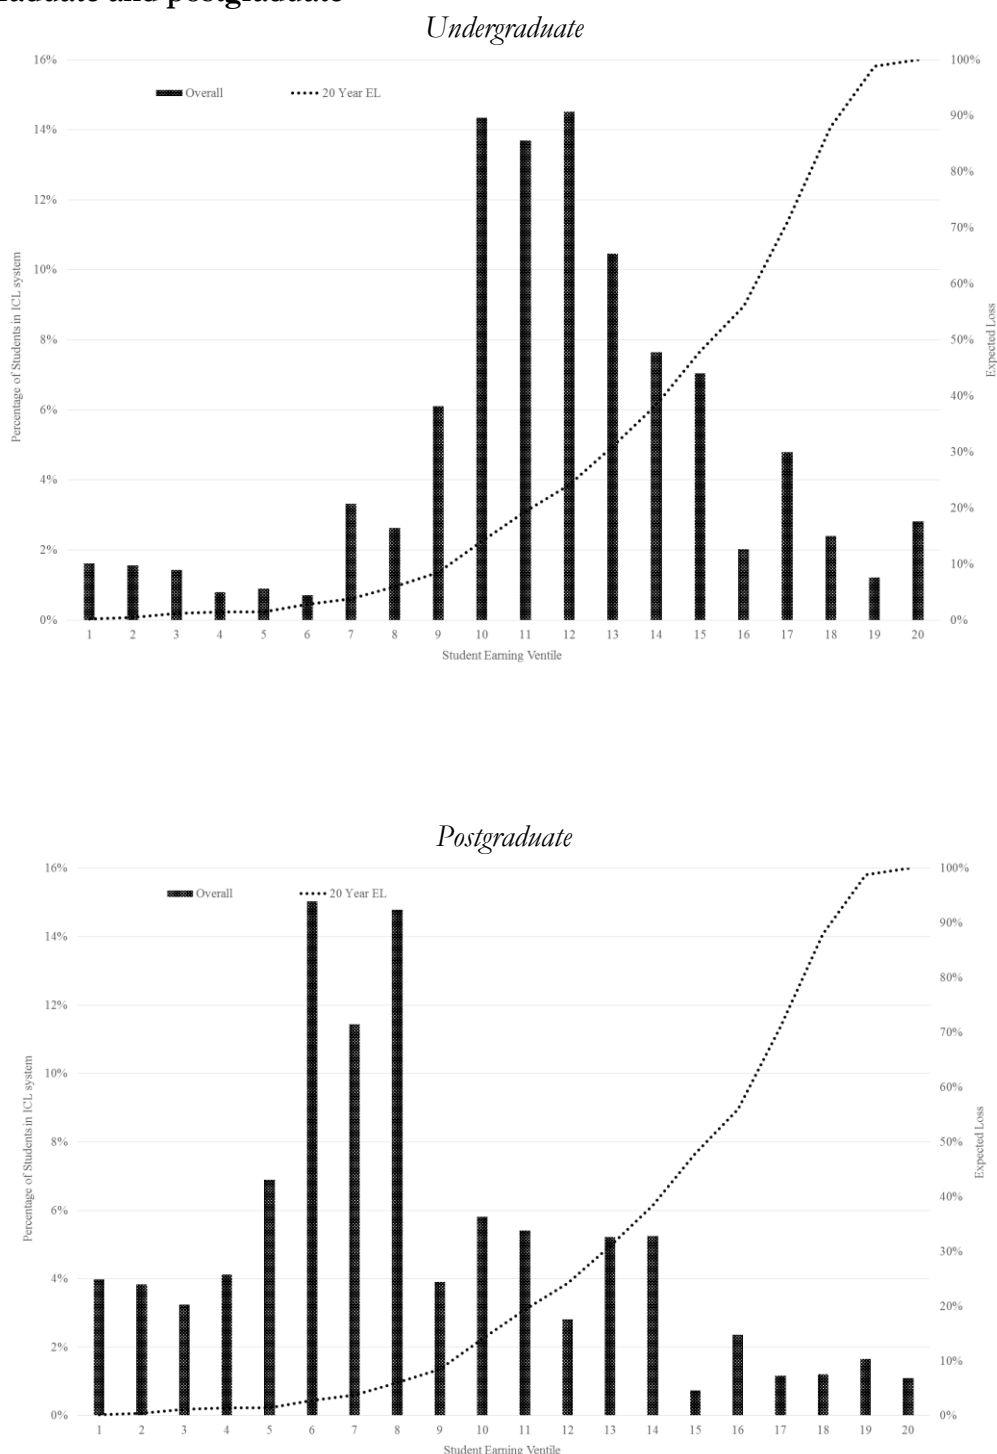 and postgraduate
Undergraduate
16%
100%
Overall
20 Year EL
14%
90%
80%
12%
70%
10%
60%
8%
50%
6%
40%
30%
4%
20%
2%
10%
0%
0%
1 2 3 4 5 6 7 8 9 10 11 12 13 14 15 16 17 18 19 20
Percentage of Students in ICL system
Expected Loss
Student Earning Ventile
Postgraduate
16%
100%
Overall
20 Year EL
14%
90%
80%
12%
70%
10%
60%
8%
50%
6%
40%
30%
4%
20%
2%
10%
0%
0%
1 2 3 4 5 6 7 8 9 10 11 12 13 14 15 16 17 18 19 20
Percentage of Students in ICL system
Expected Loss
Student Earning Ventile